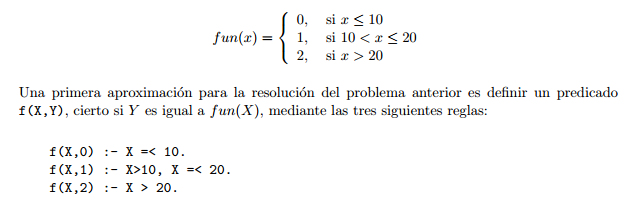 0, si x ≤ 10
fun(x) = { 1, si 10 < x ≤ 20
2, si x > 20
Una primera aproximación para la resolución del problema anterior es definir un predicado
f(X,Y), cierto si Y es igual a fun(X), mediante las tres siguientes reglas:
f(X,0) :- X =< 10.
f(X,1) :- X>10, X =< 20.
f(X,2) :- X > 20.